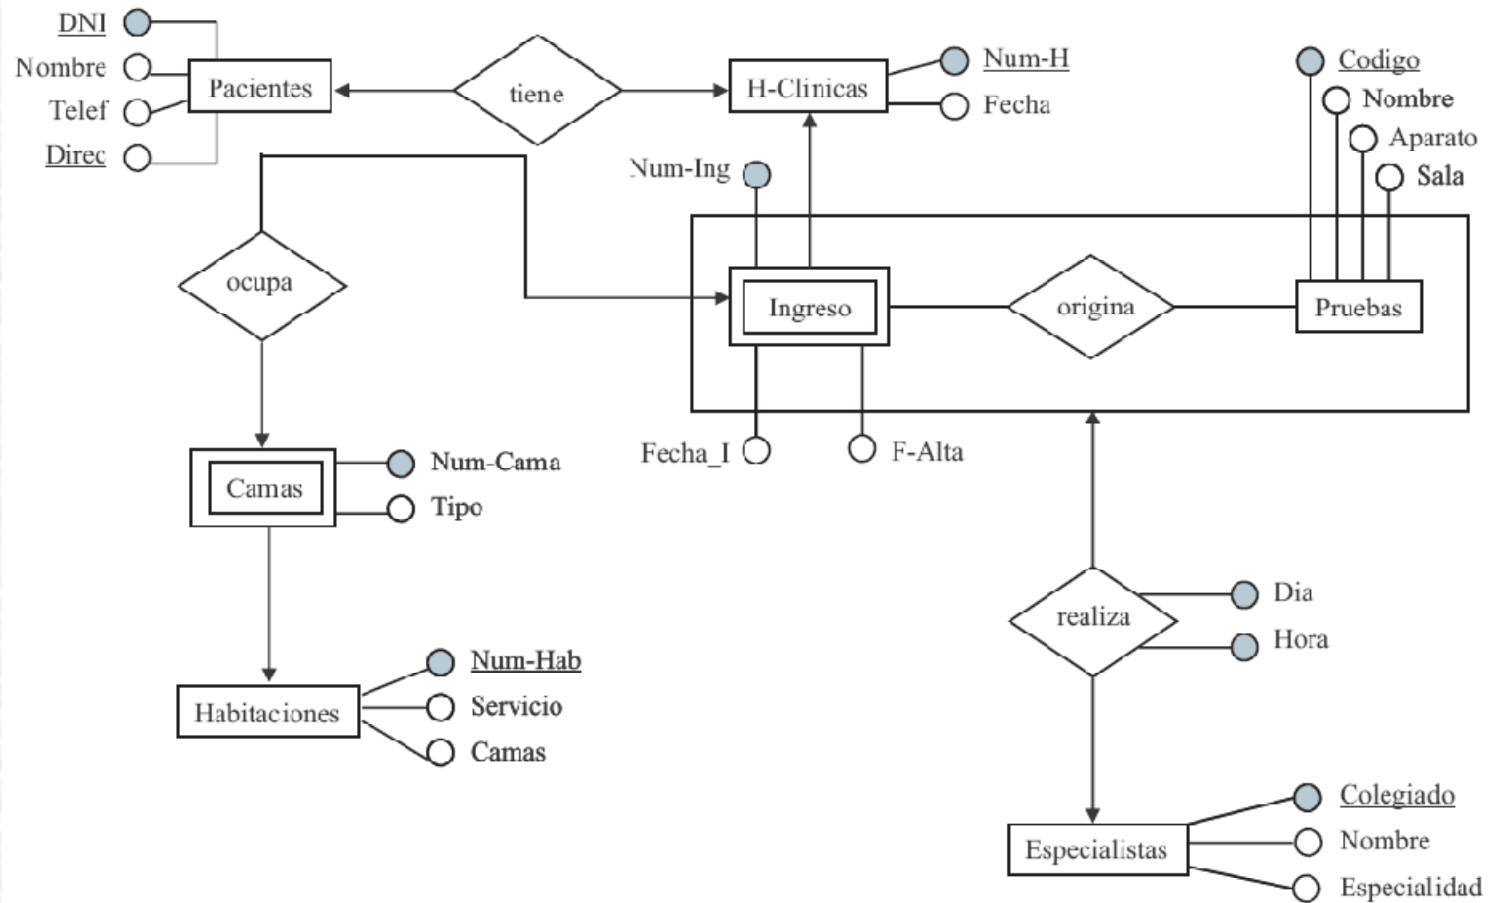 DNI
Nombre
Telef
Direc
Pacientes
tiene
H-Clinicas
Num-H
Fecha
Codigo
Nombre
Aparato
Sala
Num-Ing
ocupa
Ingreso
origina
Pruebas
Fecha_I
F-Alta
Camas
Num-Cama
Tipo
realiza
Dia
Hora
Habitaciones
Num-Hab
Servicio
Camas
Especialistas
Colegiado
Nombre
Especialidad